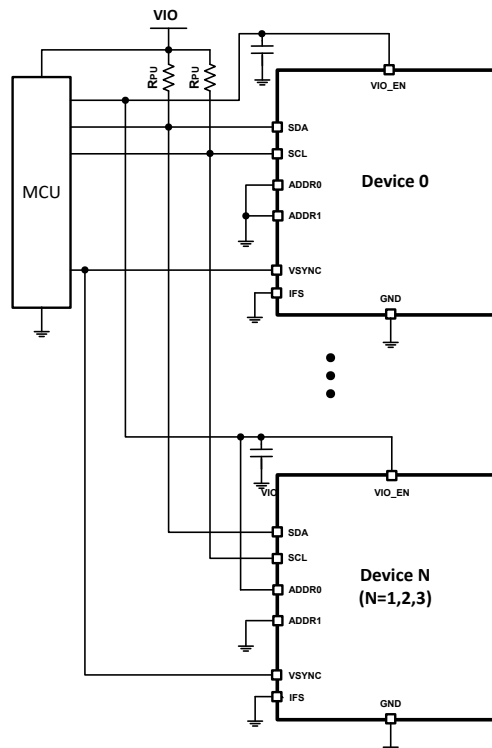 VIO
RPU
RPU
VIO_EN
SDA
SCL
MCU
ADDR0
Device 0
ADDR1
VSYNC
IFS
GND
VIO
VIO_EN
SDA
SCL
ADDR0
Device N
(N=1,2,3)
ADDR1
VSYNC
IFS
GND